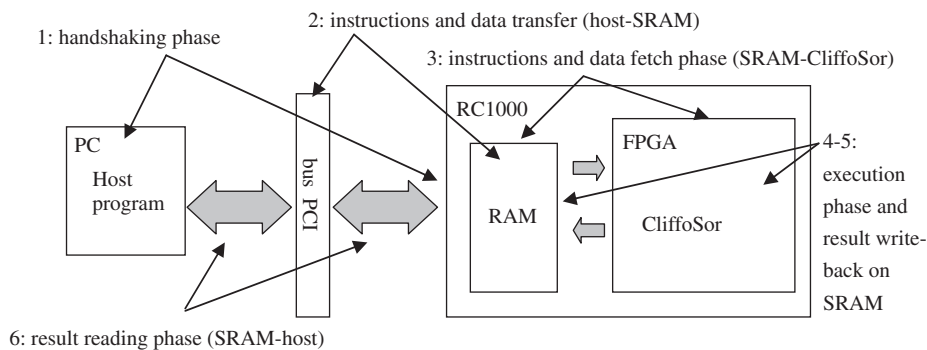 2: instructions and data transfer (host-SRAM)
1: handshaking phase
3: instructions and data fetch phase (SRAM-CliffoSor)
RC1000
PC
Host
program
bus PCI
RAM
FPGA
CliffoSor
4-5:
execution
phase and
result write-
back on
SRAM
6: result reading phase (SRAM-host)